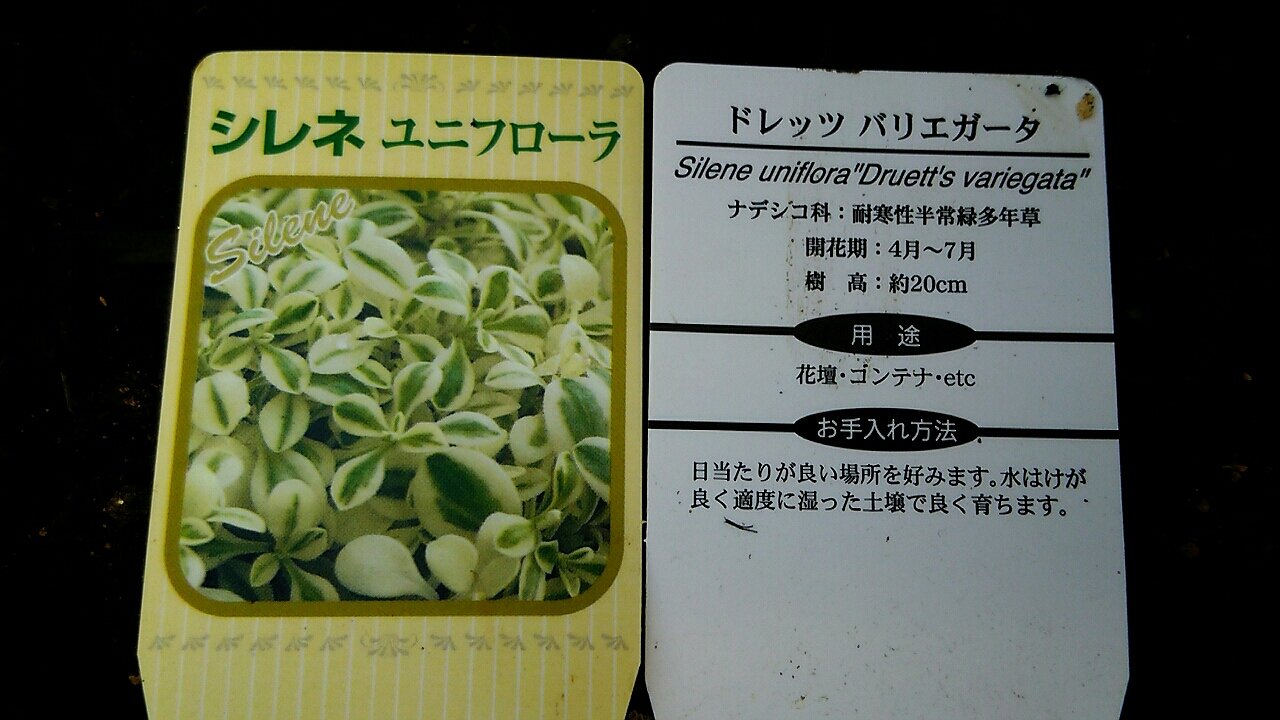 シレネ ユニフローラ
Silene
ドレッツ バリエガータ
Silene uniflora"Druett's variegata"
ナデシコ科：耐寒性半常緑多年草
開花期：4月〜7月
樹　高：約20cm
用　途
花壇・ゴンテナ・etc
お手入れ方法
日当たりが良い場所を好みます。水はけが
良く適度に湿った土壌で良く育ちます。